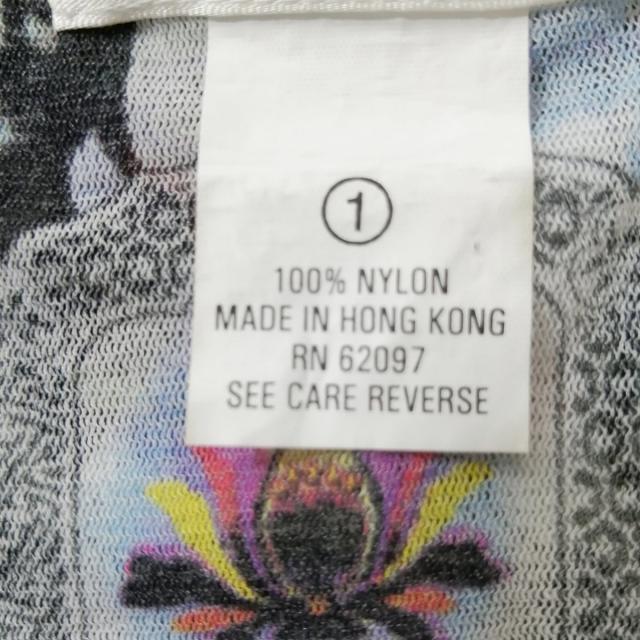 1
100% NYLON
MADE IN HONG KONG
RN 62097
SEE CARE REVERSE